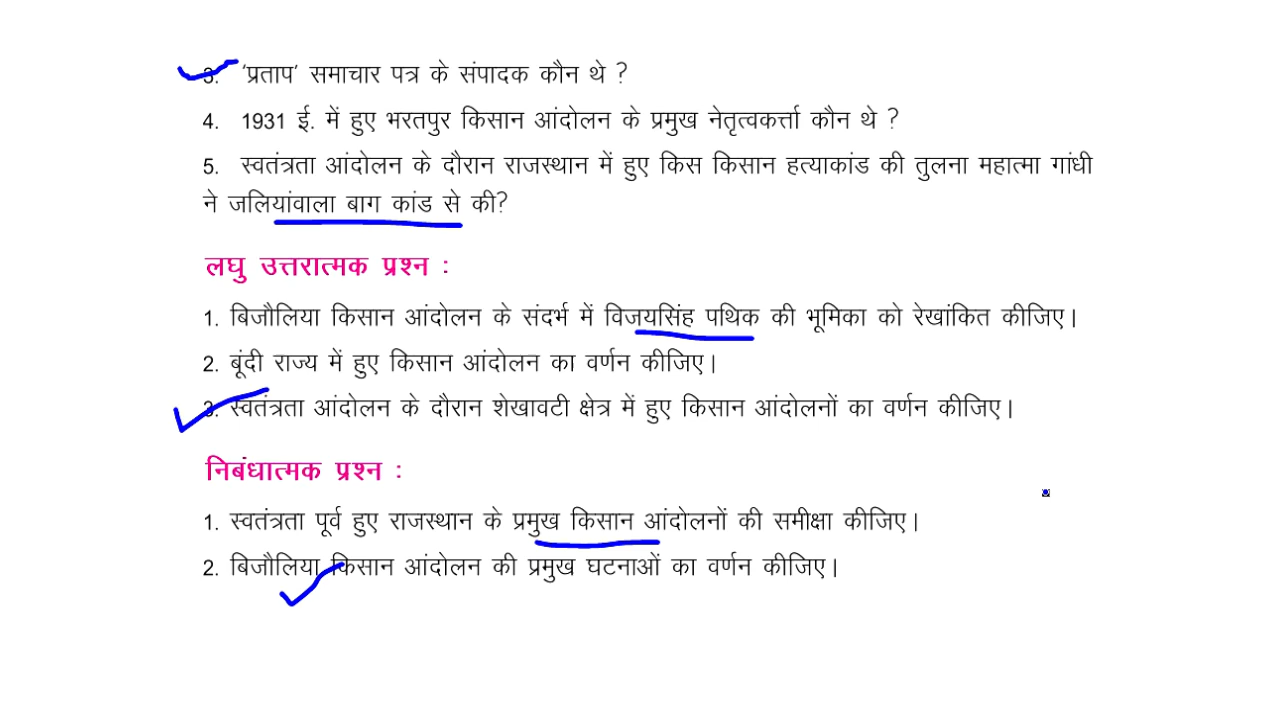 3. 'प्रताप' समाचार पत्र के संपादक कौन थे ?
4. 1931 ई. में हुए भरतपुर किसान आंदोलन के प्रमुख नेतृत्वकर्त्ता कौन थे ?
5. स्वतंत्रता आंदोलन के दौरान राजस्थान में हुए किस किसान हत्याकांड की तुलना महात्मा गांधी
ने जलियांवाला बाग कांड से की?
लघु उत्तरात्मक प्रश्न :
1. बिजौलिया किसान आंदोलन के संदर्भ में विजयसिंह पथिक की भूमिका को रेखांकित कीजिए।
2. बूंदी राज्य में हुए किसान आंदोलन का वर्णन कीजिए।
3. स्वतंत्रता आंदोलन के दौरान शेखावटी क्षेत्र में हुए किसान आंदोलनों का वर्णन कीजिए।
निबंधात्मक प्रश्न :
1. स्वतंत्रता पूर्व हुए राजस्थान के प्रमुख किसान आंदोलनों की समीक्षा कीजिए।
2. बिजौलिया किसान आंदोलन की प्रमुख घटनाओं का वर्णन कीजिए।